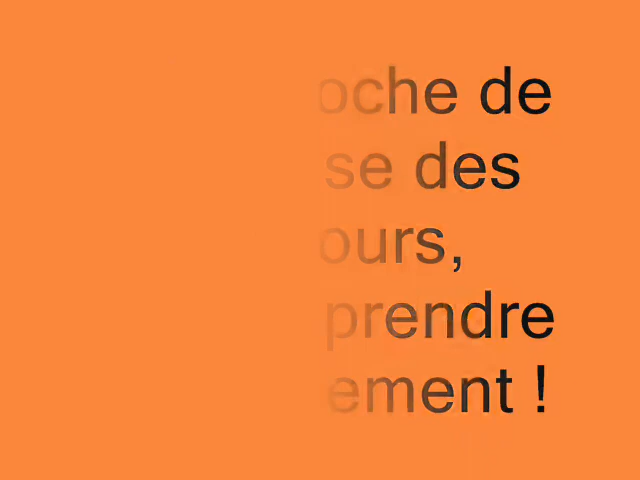 oche de
se des
ours,
prendre
ement !